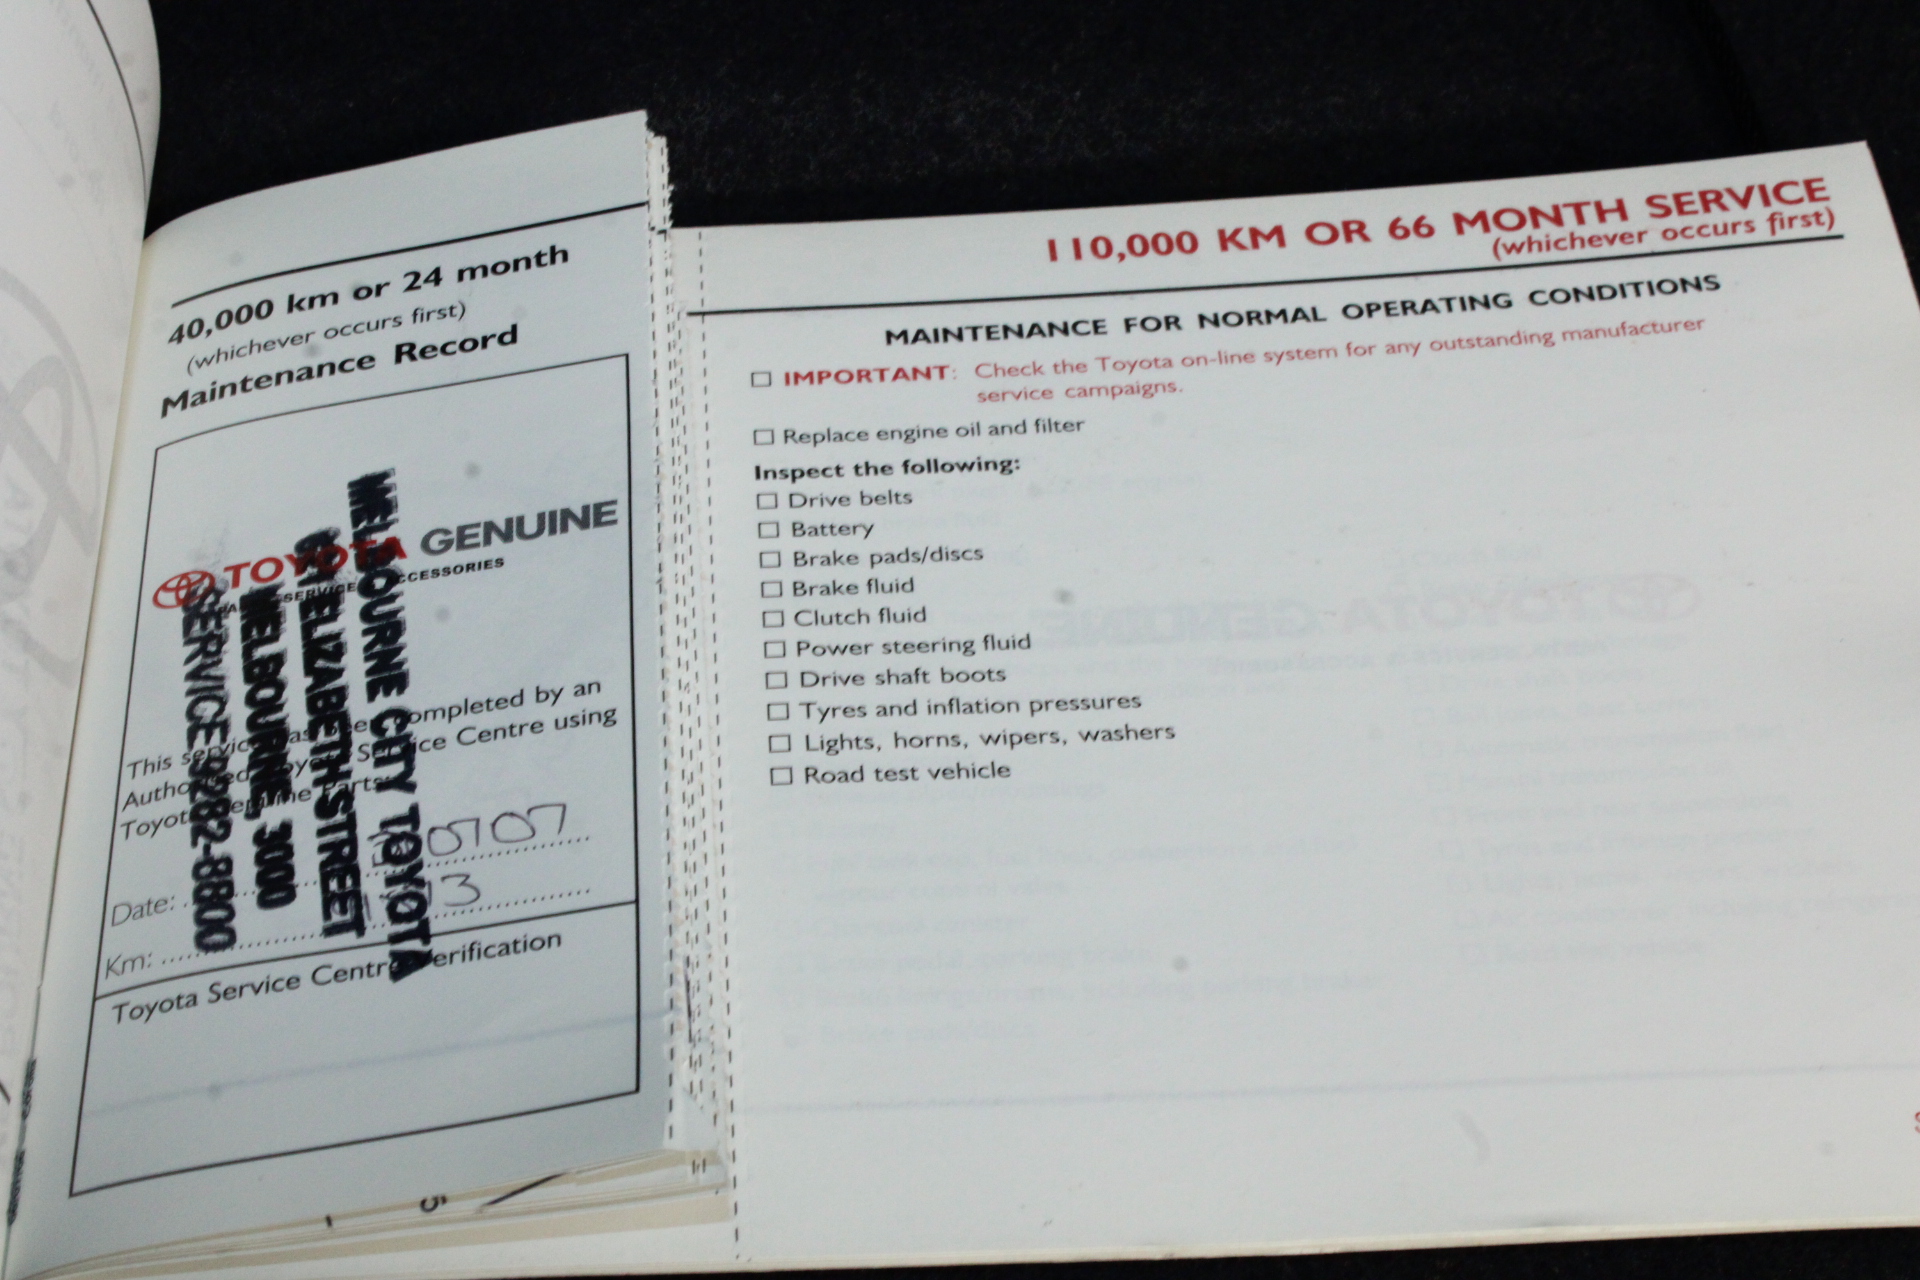 40,000 km or 24 month
(whichever occurs first)
Maintenance Record
TOYOTA GENUINE
ACCESSORIES
MELBOURNE CITY TOYOTA
ELIZABETH STREET
MELBOURNE, 3000
SERVICE 9282-8800
This service has been completed by an
Authorised Toyota Service Centre using
Toyota Genuine Parts.
Date: 0707
Km: 3
Toyota Service Centre Verification
5
110,000 KM OR 66 MONTH SERVICE
(whichever occurs first)
MAINTENANCE FOR NORMAL OPERATING CONDITIONS
IMPORTANT: Check the Toyota on-line system for any outstanding manufacturer
service campaigns.
Replace engine oil and filter
Inspect the following:
Drive belts
Battery
Brake pads/discs
Brake fluid
Clutch fluid
Power steering fluid
Drive shaft boots
Tyres and inflation pressures
Lights, horns, wipers, washers
Road test vehicle